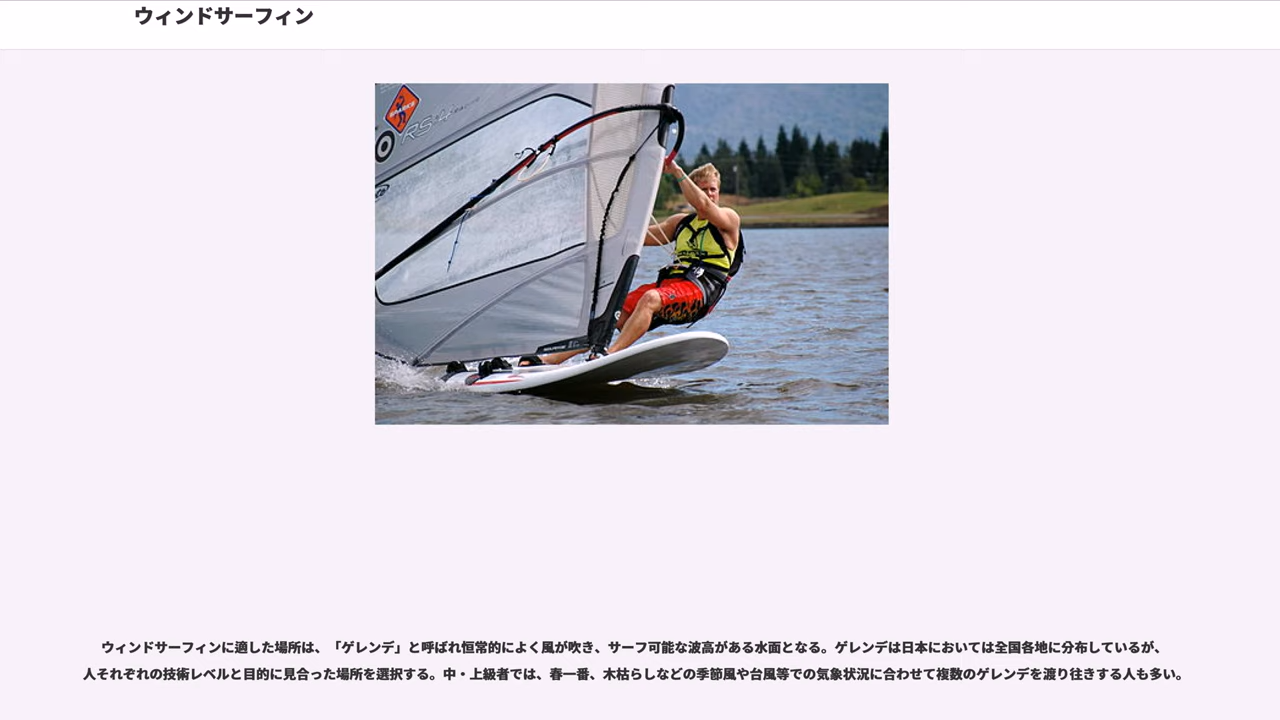 ウィンドサーフィン
RS:4
ウィンドサーフィンに適した場所は、「ゲレンデ」と呼ばれ恒常的によく風が吹き、サーフ可能な波高がある水面となる。ゲレンデは日本においては全国各地に分布しているが、
人それぞれの技術レベルと目的に見合った場所を選択する。中・上級者では、春一番、木枯らしなどの季節風や台風等での気象状況に合わせて複数のゲレンデを渡り往きする人も多い。